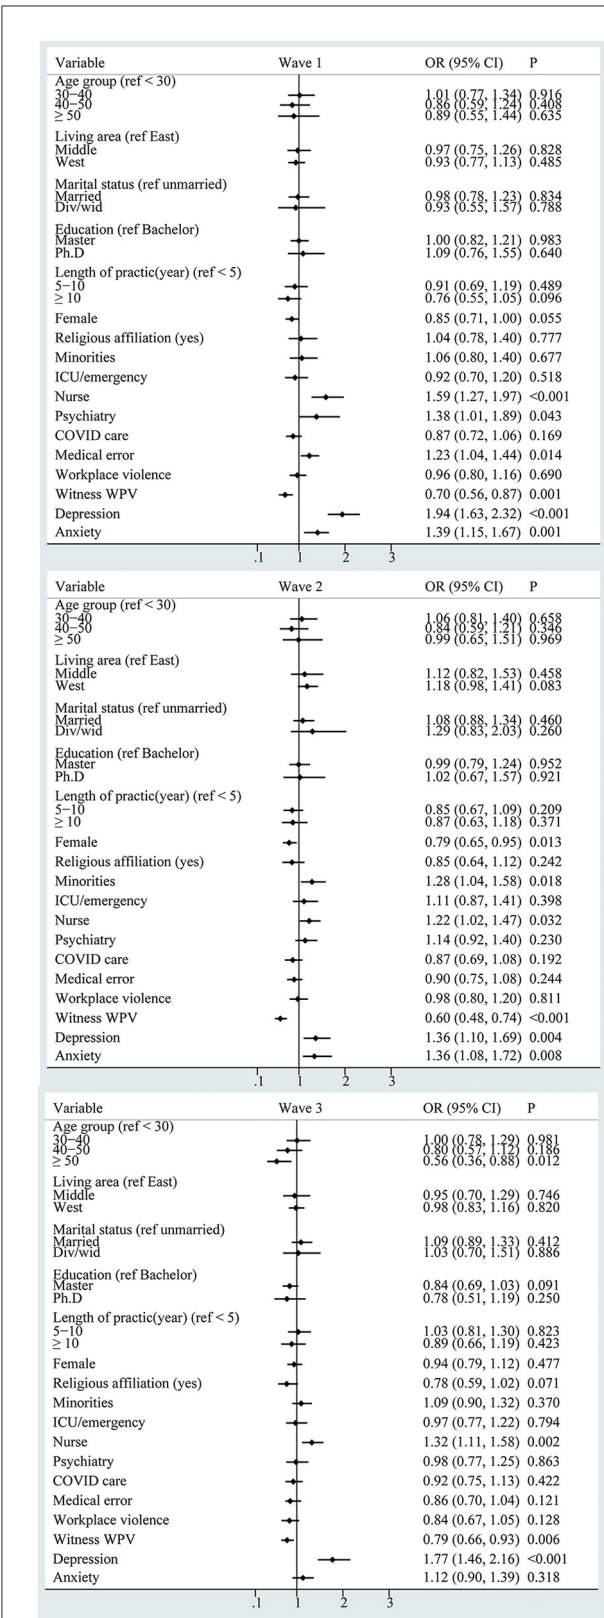 Variable Wave 1 OR (95% CI) P
Age group (ref < 30)
30−40 1.01 (0.77, 1.34) 0.916
40−50 0.86 (0.59, 1.24) 0.408
≥ 50 0.89 (0.55, 1.44) 0.635
Living area (ref East)
Middle 0.97 (0.75, 1.26) 0.828
West 0.93 (0.77, 1.13) 0.485
Marital status (ref unmarried)
Married 0.98 (0.78, 1.23) 0.834
Div/wid 0.93 (0.55, 1.57) 0.788
Education (ref Bachelor)
Master 1.00 (0.82, 1.21) 0.983
Ph.D 1.09 (0.76, 1.55) 0.640
Length of practic(year) (ref < 5)
5−10 0.91 (0.69, 1.19) 0.489
≥ 10 0.76 (0.55, 1.05) 0.096
Female 0.85 (0.71, 1.00) 0.055
Religious affiliation (yes) 1.04 (0.78, 1.40) 0.777
Minorities 1.06 (0.80, 1.40) 0.677
ICU/emergency 0.92 (0.70, 1.20) 0.518
Nurse 1.59 (1.27, 1.97) <0.001
Psychiatry 1.38 (1.01, 1.89) 0.043
COVID care 0.87 (0.72, 1.06) 0.169
Medical error 1.23 (1.04, 1.44) 0.014
Workplace violence 0.96 (0.80, 1.16) 0.690
Witness WPV 0.70 (0.56, 0.87) 0.001
Depression 1.94 (1.63, 2.32) <0.001
Anxiety 1.39 (1.15, 1.67) 0.001
.1 1 2 3
Variable Wave 2 OR (95% CI) P
Age group (ref < 30)
30−40 1.06 (0.81, 1.40) 0.658
40−50 0.84 (0.59, 1.21) 0.346
≥ 50 0.99 (0.65, 1.51) 0.969
Living area (ref East)
Middle 1.12 (0.82, 1.53) 0.458
West 1.18 (0.98, 1.41) 0.083
Marital status (ref unmarried)
Married 1.08 (0.88, 1.34) 0.460
Div/wid 1.29 (0.83, 2.03) 0.260
Education (ref Bachelor)
Master 0.99 (0.79, 1.24) 0.952
Ph.D 1.02 (0.67, 1.57) 0.921
Length of practic(year) (ref < 5)
5−10 0.85 (0.67, 1.09) 0.209
≥ 10 0.87 (0.63, 1.18) 0.371
Female 0.79 (0.65, 0.95) 0.013
Religious affiliation (yes) 0.85 (0.64, 1.12) 0.242
Minorities 1.28 (1.04, 1.58) 0.018
ICU/emergency 1.11 (0.87, 1.41) 0.398
Nurse 1.22 (1.02, 1.47) 0.032
Psychiatry 1.14 (0.92, 1.40) 0.230
COVID care 0.87 (0.69, 1.08) 0.192
Medical error 0.90 (0.75, 1.08) 0.244
Workplace violence 0.98 (0.80, 1.20) 0.811
Witness WPV 0.60 (0.48, 0.74) <0.001
Depression 1.36 (1.10, 1.69) 0.004
Anxiety 1.36 (1.08, 1.72) 0.008
.1 1 2 3
Variable Wave 3 OR (95% CI) P
Age group (ref < 30)
30−40 1.00 (0.78, 1.29) 0.981
40−50 0.80 (0.57, 1.12) 0.186
≥ 50 0.56 (0.36, 0.88) 0.012
Living area (ref East)
Middle 0.95 (0.70, 1.29) 0.746
West 0.98 (0.83, 1.16) 0.820
Marital status (ref unmarried)
Married 1.09 (0.89, 1.33) 0.412
Div/wid 1.03 (0.70, 1.51) 0.886
Education (ref Bachelor)
Master 0.84 (0.69, 1.03) 0.091
Ph.D 0.78 (0.51, 1.19) 0.250
Length of practic(year) (ref < 5)
5−10 1.03 (0.81, 1.30) 0.823
≥ 10 0.89 (0.66, 1.19) 0.423
Female 0.94 (0.79, 1.12) 0.477
Religious affiliation (yes) 0.78 (0.59, 1.02) 0.071
Minorities 1.09 (0.90, 1.32) 0.370
ICU/emergency 0.97 (0.77, 1.22) 0.794
Nurse 1.32 (1.11, 1.58) 0.002
Psychiatry 0.98 (0.77, 1.25) 0.863
COVID care 0.92 (0.75, 1.13) 0.422
Medical error 0.86 (0.70, 1.04) 0.121
Workplace violence 0.84 (0.67, 1.05) 0.128
Witness WPV 0.79 (0.66, 0.93) 0.006
Depression 1.77 (1.46, 2.16) <0.001
Anxiety 1.12 (0.90, 1.39) 0.318
.1 1 2 3